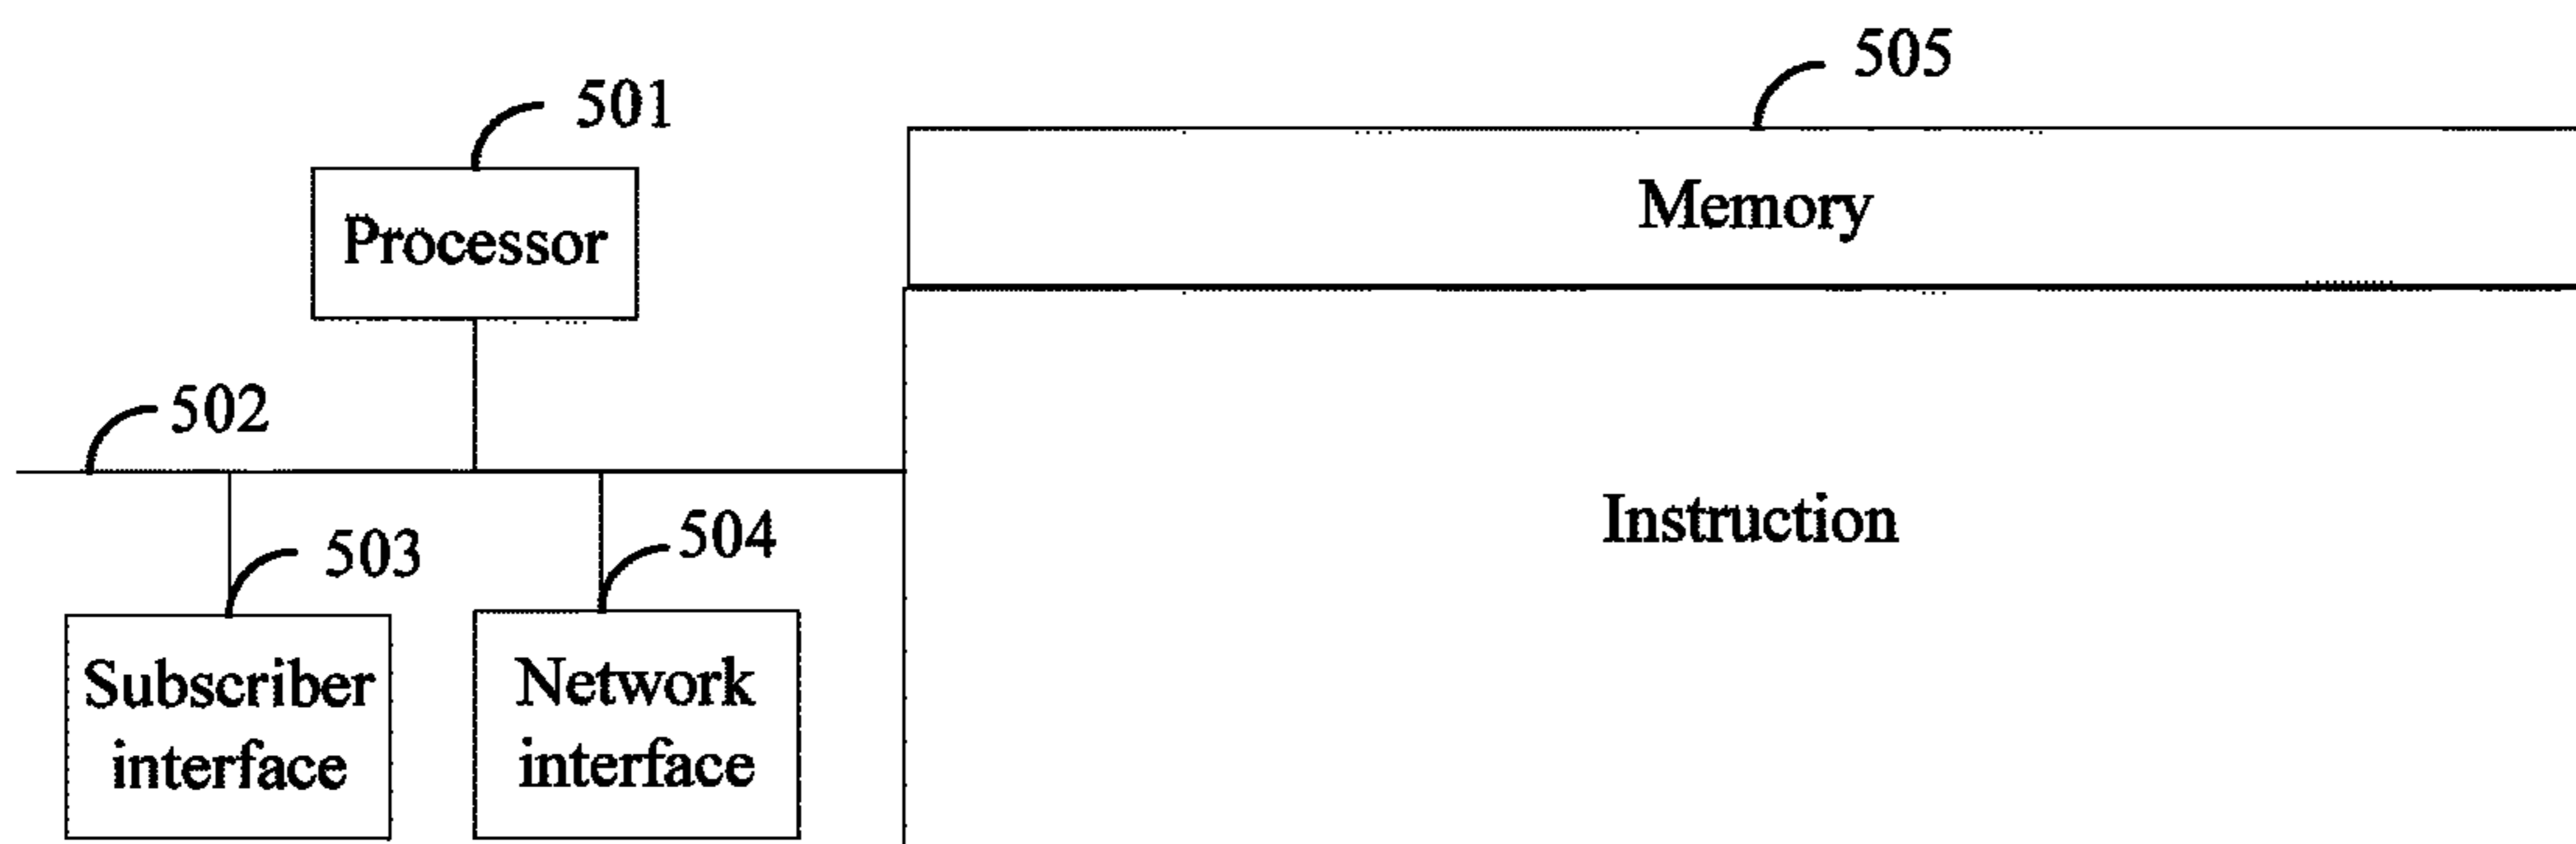 505
501
Memory
Processor
502
Instruction
503
504
Subscriber
interface
Network
interface